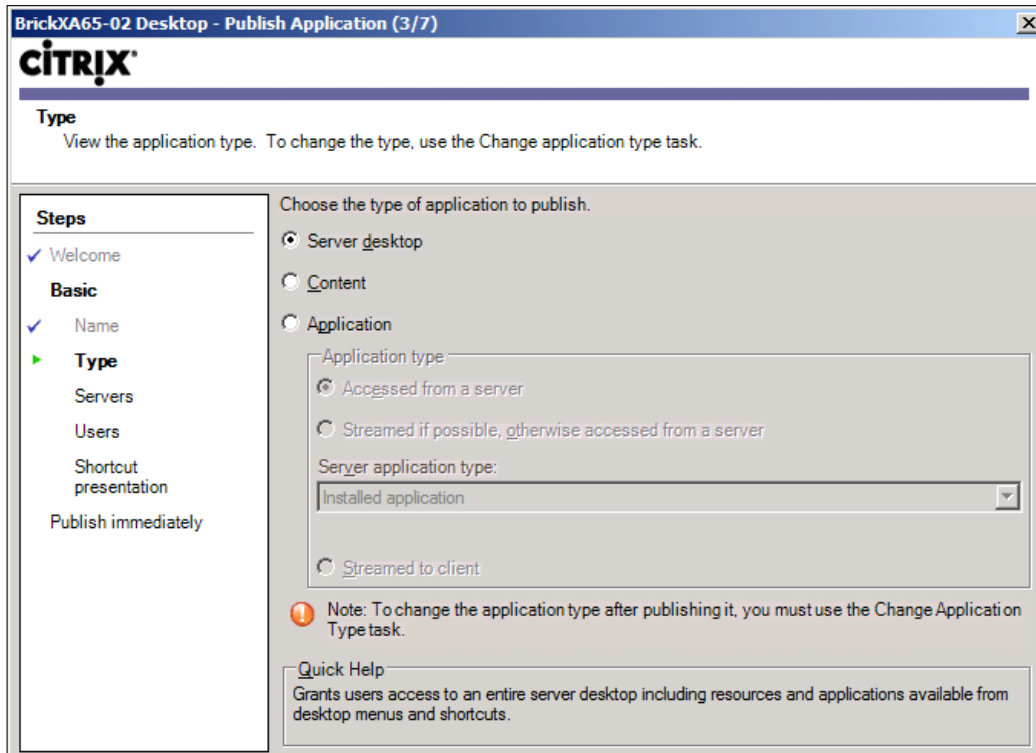 BrickXA65-02 Desktop - Publish Application (3/7)
CITRIX®
Type
View the application type. To change the type, use the Change application type task.
Steps
Welcome
Basic
Name
Type
Servers
Users
Shortcut
presentation
Publish immediately
Choose the type of application to publish.
Server desktop
Content
Application
Application type
Accessed from a server
Streamed if possible, otherwise accessed from a server
Server application type:
Installed application
Streamed to client
Note: To change the application type after publishing it, you must use the Change Application
Type task.
Quick Help
Grants users access to an entire server desktop including resources and applications available from
desktop menus and shortcuts.